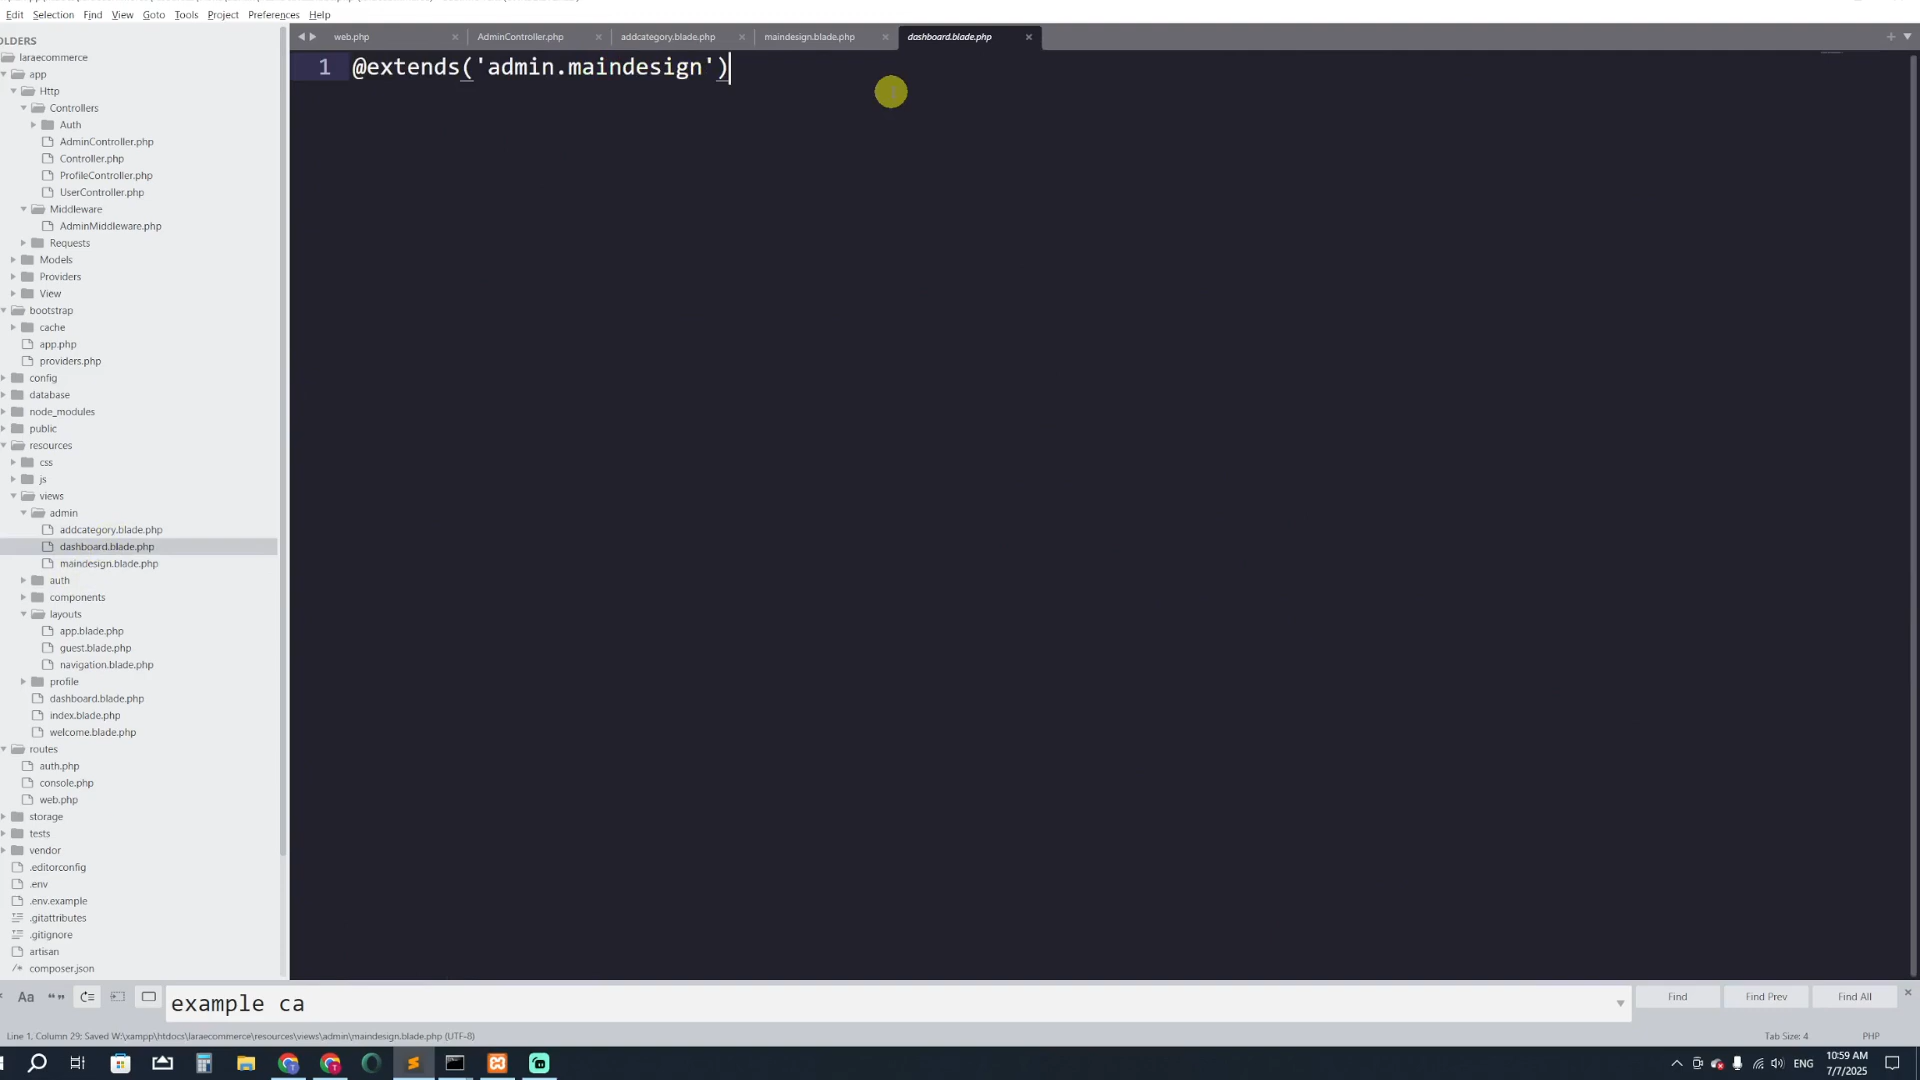 Edit Selection Find View Goto Tools Project Preferences Help
OLDERS
laraecommerce
app
Http
Controllers
Auth
AdminController.php
Controller.php
ProfileController.php
UserController.php
Middleware
AdminMiddleware.php
Requests
Models
Providers
View
bootstrap
cache
app.php
providers.php
config
database
node_modules
public
resources
css
js
views
admin
addcategory.blade.php
dashboard.blade.php
maindesign.blade.php
auth
components
layouts
app.blade.php
guest.blade.php
navigation.blade.php
profile
dashboard.blade.php
index.blade.php
welcome.blade.php
routes
auth.php
console.php
web.php
storage
tests
vendor
.editorconfig
.env
.env.example
.gitattributes
.gitignore
artisan
composer.json
web.php AdminController.php addcategory.blade.php maindesign.blade.php dashboard.blade.php
1 @extends('admin.maindesign')
Aa example ca Find Find Prev Find All
Line 1, Column 29; Saved W:\xampp\htdocs\laraecommerce\resources\views\admin\maindesign.blade.php (UTF-8) Tab Size: 4 PHP
ENG 10:59 AM
7/7/2025